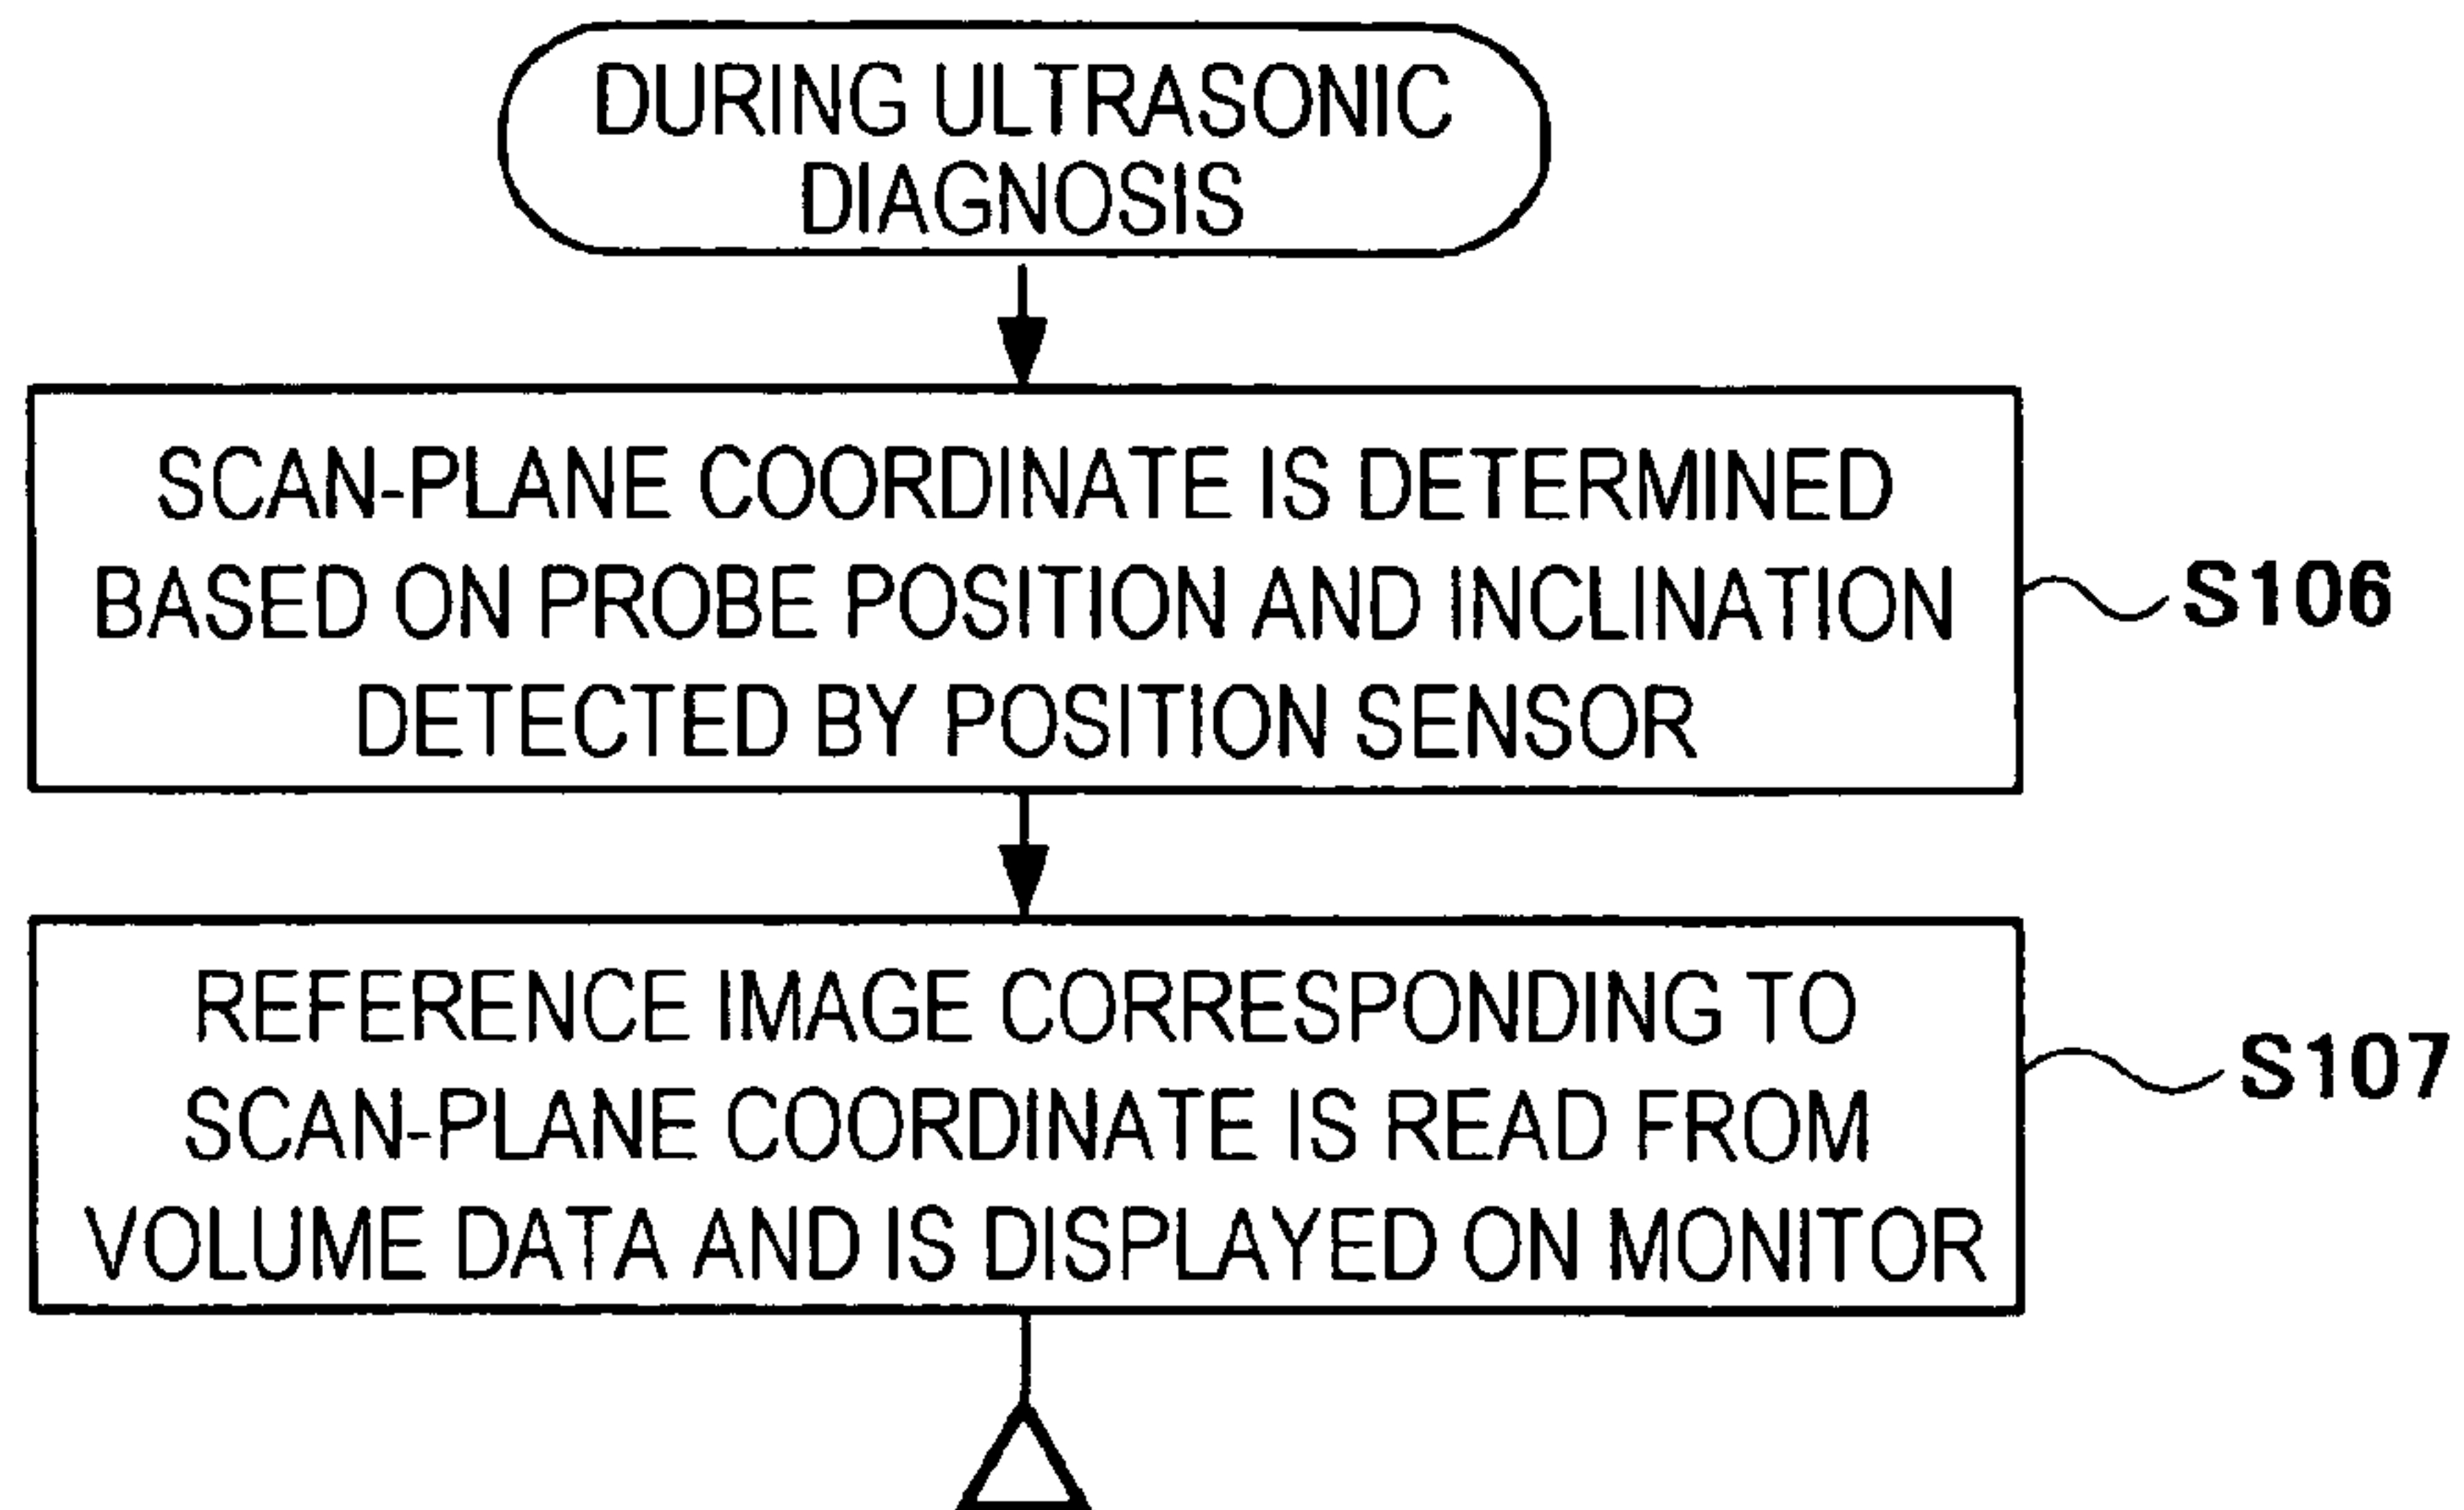 DURING ULTRASONIC
DIAGNOSIS
SCAN-PLANE COORDINATE IS DETERMINED
BASED ON PROBE POSITION AND INCLINATION
DETECTED BY POSITION SENSOR
S106
REFERENCE IMAGE CORRESPONDING TO
SCAN-PLANE COORDINATE IS READ FROM
VOLUME DATA AND IS DISPLAYED ON MONITOR
S107